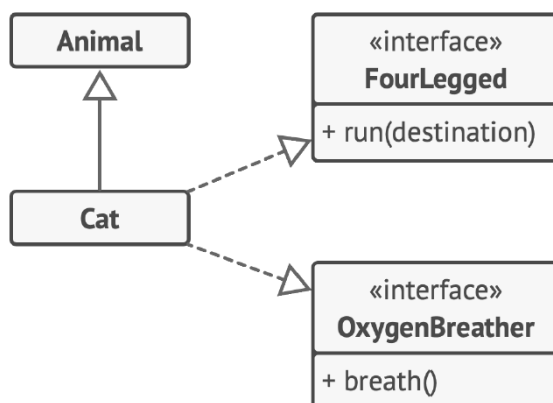 Animal
Cat
«interface»
FourLegged
+ run(destination)
«interface»
OxygenBreather
+ breath()